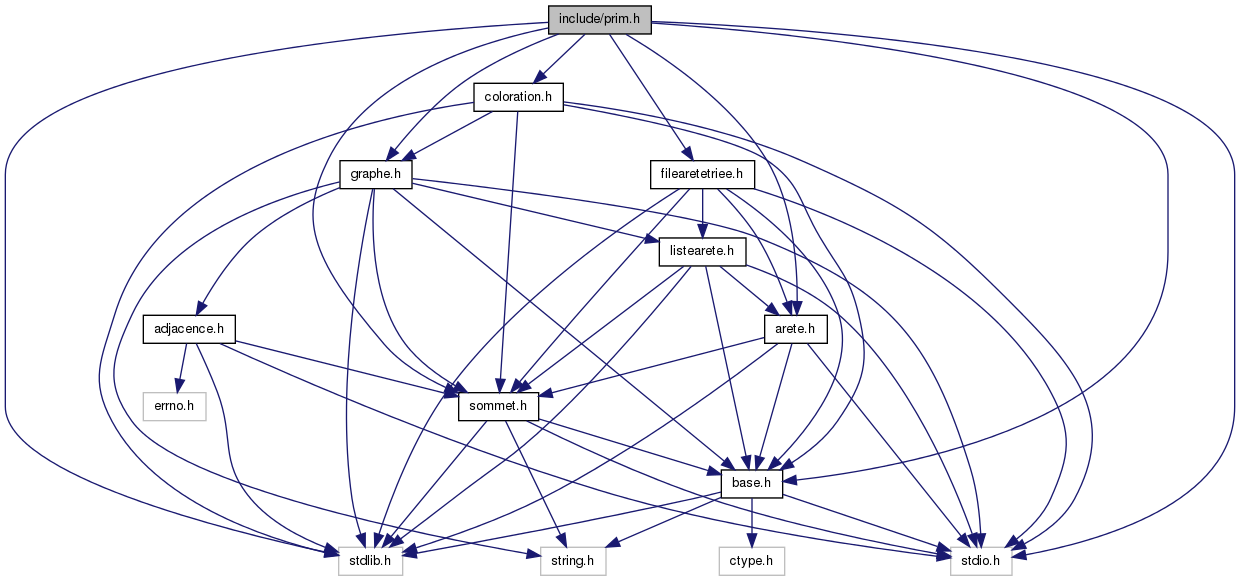 include/prim.h
coloration.h
graphe.h
filearetetriee.h
listearete.h
adjacence.h
arete.h
errno.h
sommet.h
base.h
stdlib.h
string.h
ctype.h
stdio.h